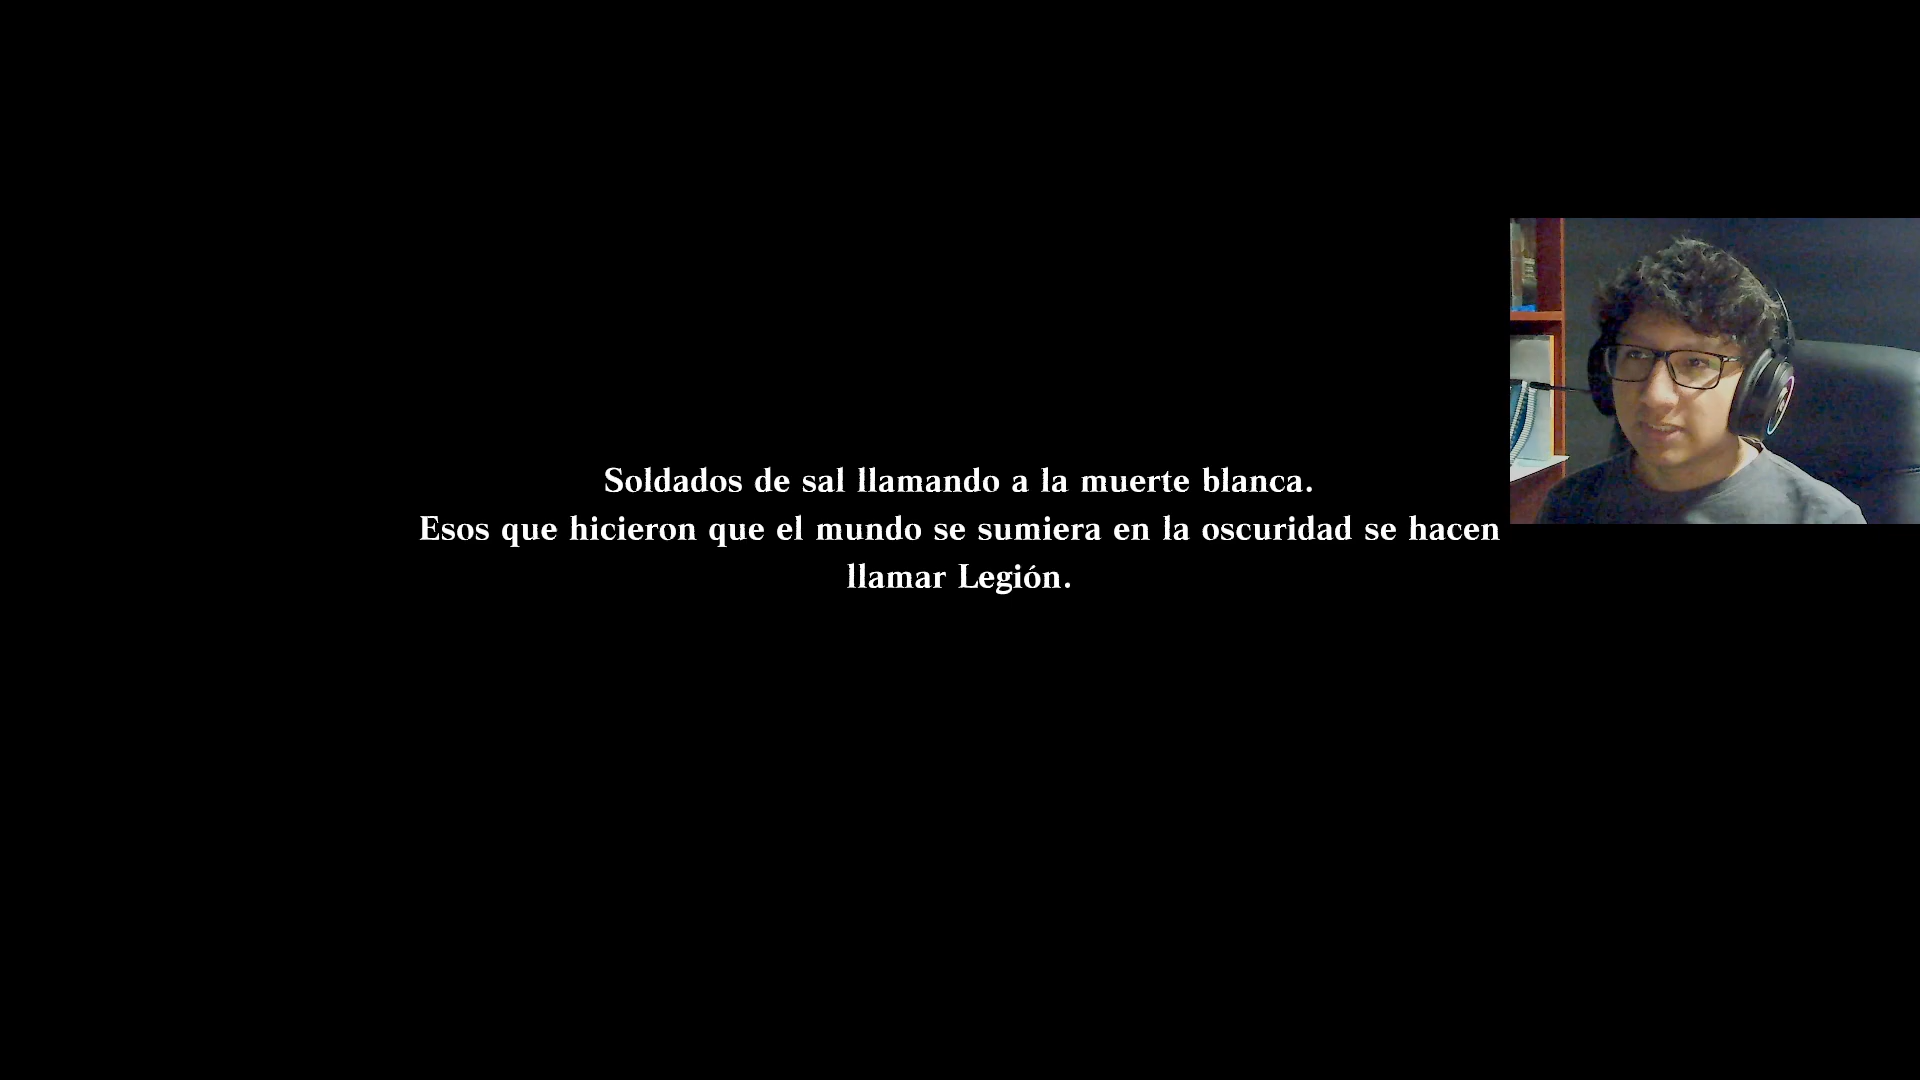 Soldados de sal llamando a la muerte blanca.
Esos que hicieron que el mundo se sumiera en la oscuridad se hacen
llamar Legión.